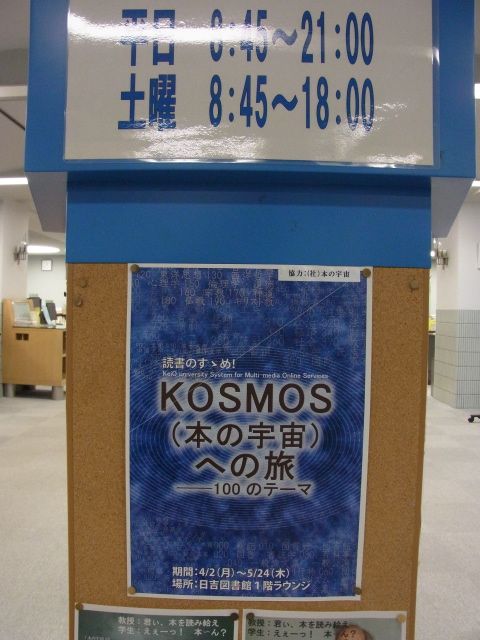 平日 8:45～21:00
土曜 8:45～18:00
協力:(社)本の宇宙
読書のすゝめ!
KeiO university System for Multi-media Online Services
KOSMOS
(本の宇宙)
への旅
——100のテーマ
期間:4/2(月)～5/24(木)
場所:日吉図書館1階ラウンジ
教授:君ぃ、本を読み給え
学生:えぇーっ! 本ーん?
教授:君ぃ、本を読み給え
学生:えぇーっ! 本ーん?